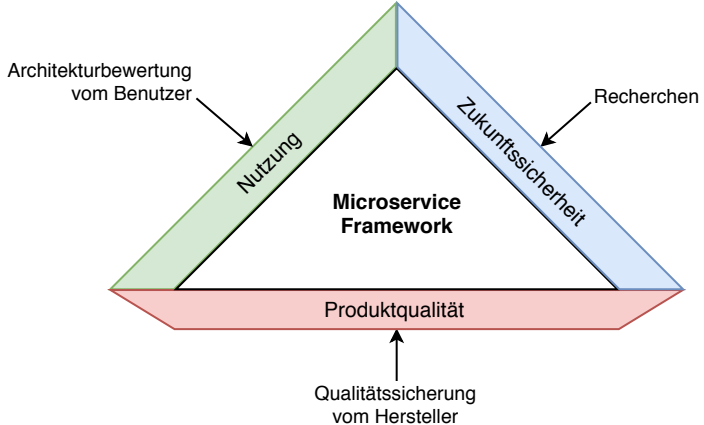 Architekturbewertung
vom Benutzer
Nutzung
Zukunftssicherheit
Recherchen
Microservice
Framework
Produktqualität
Qualitätssicherung
vom Hersteller